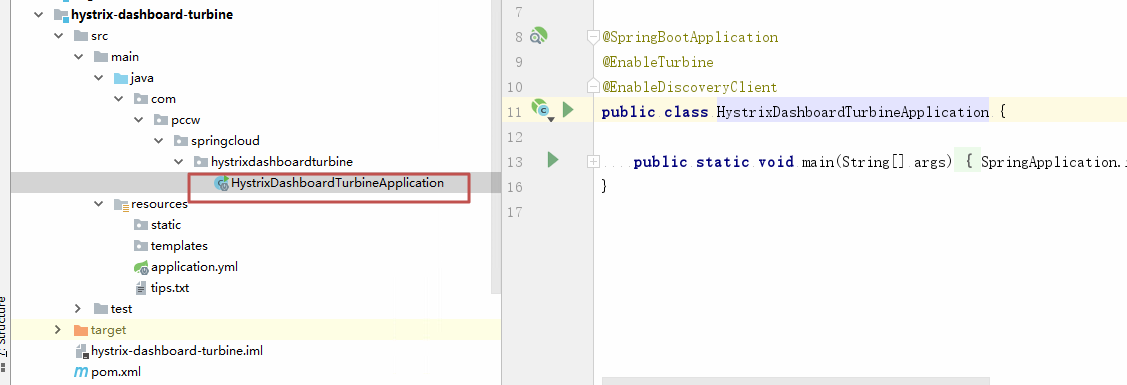 hystrix-dashboard-turbine
src
main
java
com
pccw
springcloud
hystrixdashboardturbine
HystrixDashboardTurbineApplication
resources
static
templates
application.yml
tips.txt
test
target
hystrix-dashboard-turbine.iml
pom.xml
Structure
7
8 @SpringBootApplication
9 @EnableTurbine
10 @EnableDiscoveryClient
11 public class HystrixDashboardTurbineApplication {
12
13 public static void main(String[] args) { SpringApplication.
16 }
17